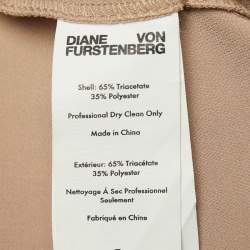 DIANE VON
FURSTENBERG
Shell: 65% Triacetate
35% Polyester
Professional Dry Clean Only
Made in China
Extérieur: 65% Triacétate
35% Polyester
Nettoyage À Sec Professionnel
Seulement
Fabriqué en Chine